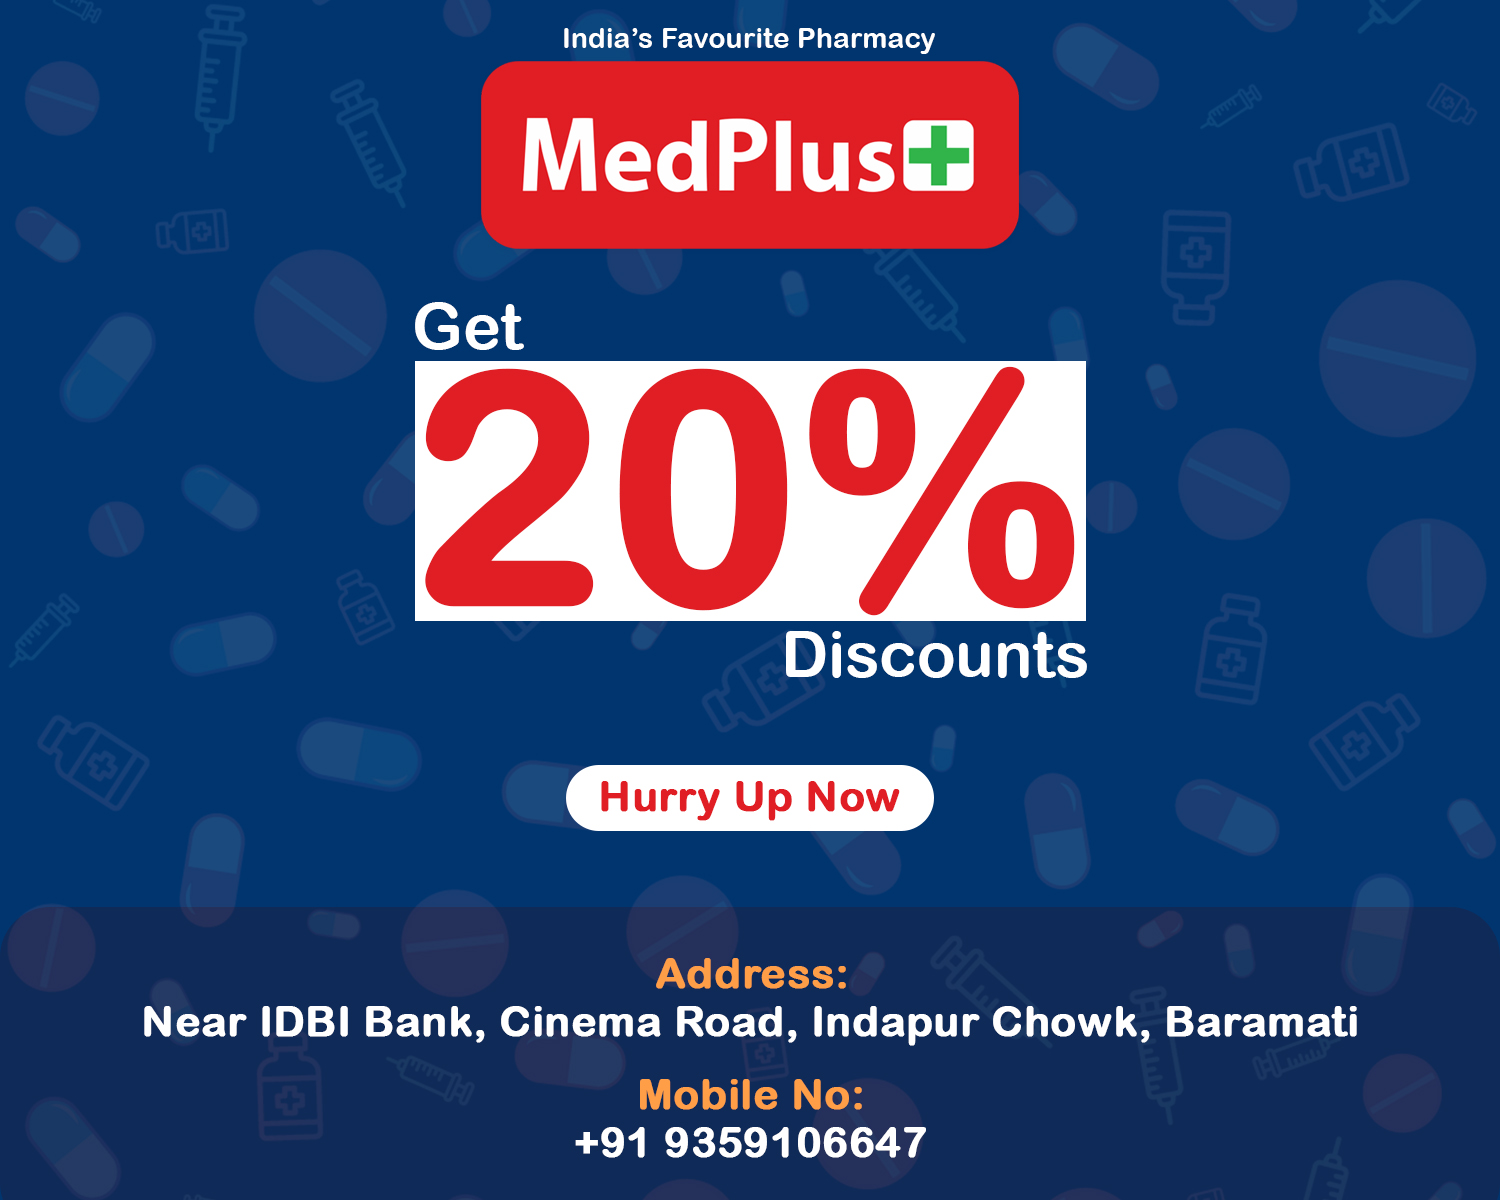 India’s Favourite Pharmacy
MedPlus
Get
20%
Discounts
Hurry Up Now
Address:
Near IDBI Bank, Cinema Road, Indapur Chowk, Baramati
Mobile No:
+91 9359106647